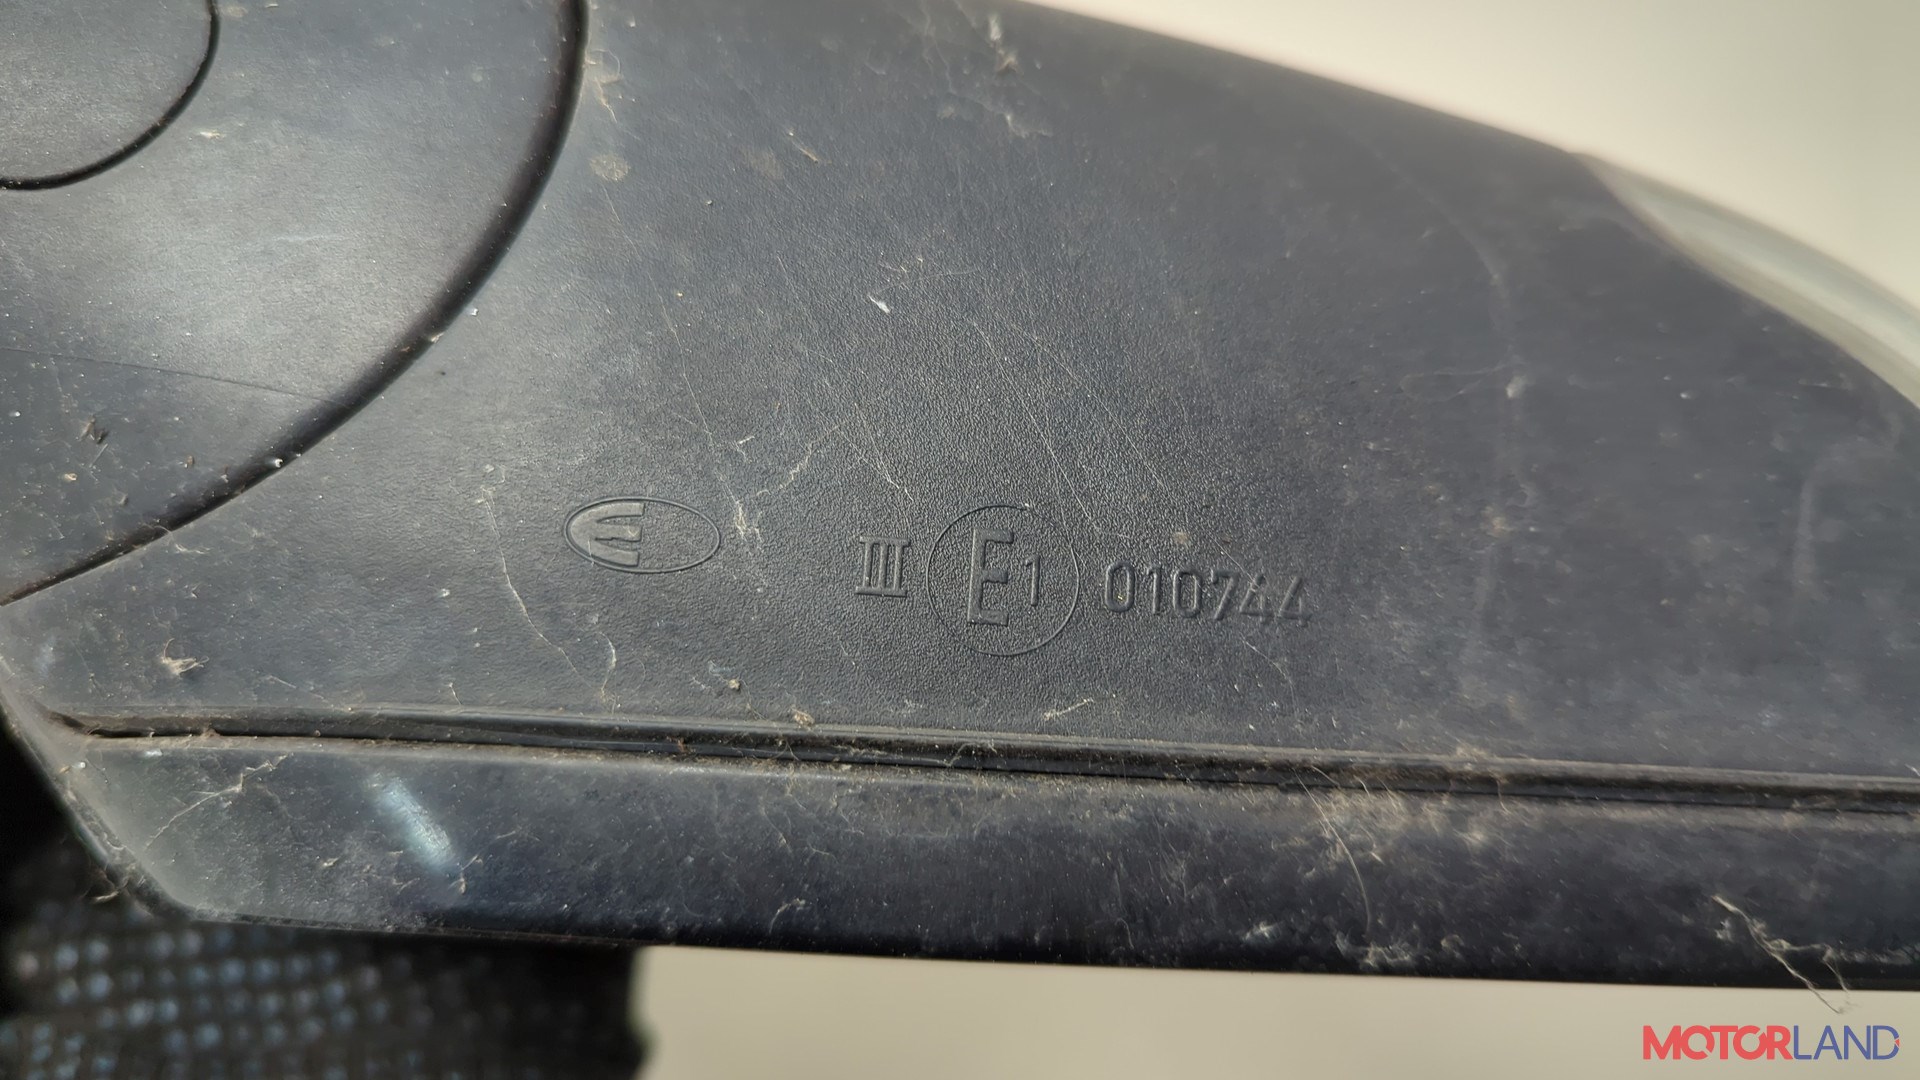 III E1 010744
MOTORLAND